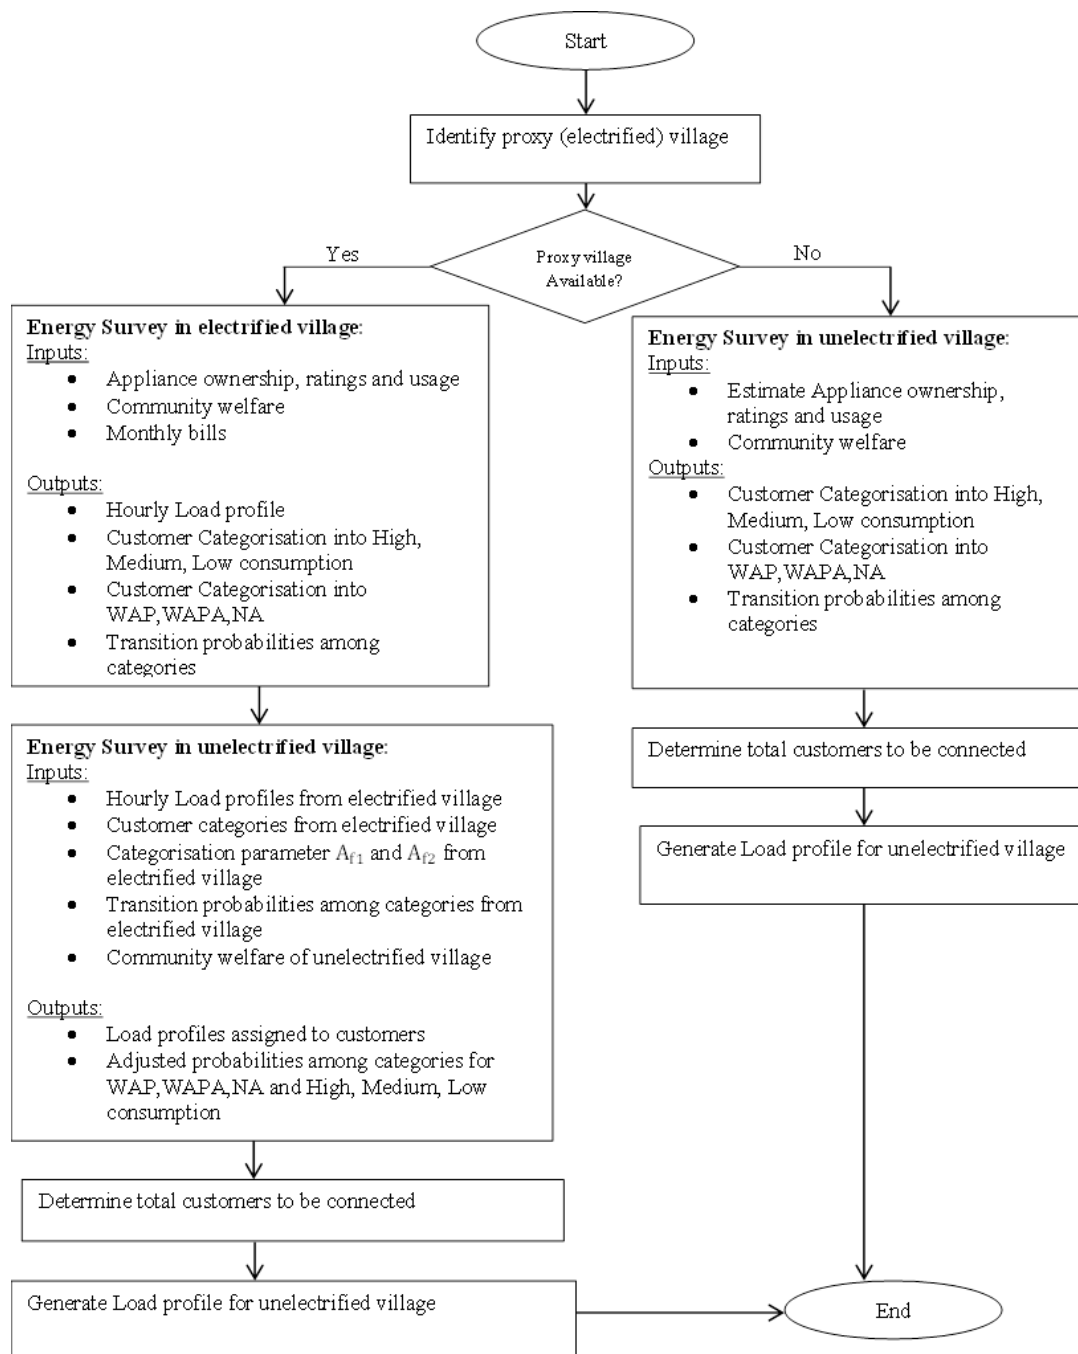 Start
Identify proxy (electrified) village
Proxy village
Available?
Yes
No
Energy Survey in electrified village:
Inputs:
• Appliance ownership, ratings and usage
• Community welfare
• Monthly bills
Outputs:
• Hourly Load profile
• Customer Categorisation into High,
Medium, Low consumption
• Customer Categorisation into
WAP,WAPA,NA
• Transition probabilities among
categories
Energy Survey in unelectrified village:
Inputs:
• Hourly Load profiles from electrified village
• Customer categories from electrified village
• Categorisation parameter Af1 and Af2 from
electrified village
• Transition probabilities among categories from
electrified village
• Community welfare of unelectrified village
Outputs:
• Load profiles assigned to customers
• Adjusted probabilities among categories for
WAP,WAPA,NA and High, Medium, Low
consumption
Determine total customers to be connected
Generate Load profile for unelectrified village
Energy Survey in unelectrified village:
Inputs:
• Estimate Appliance ownership,
ratings and usage
• Community welfare
Outputs:
• Customer Categorisation into High,
Medium, Low consumption
• Customer Categorisation into
WAP,WAPA,NA
• Transition probabilities among
categories
Determine total customers to be connected
Generate Load profile for unelectrified village
End